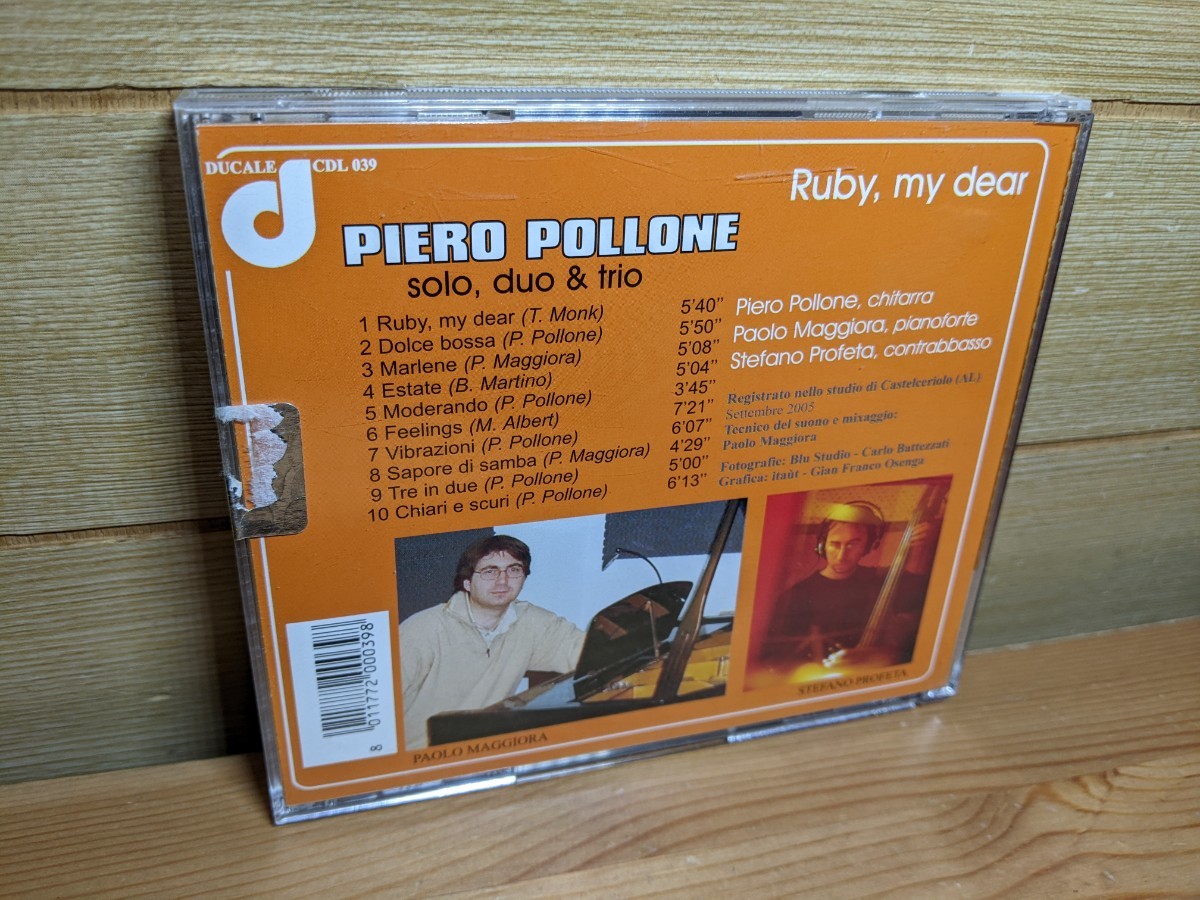 DUCALE CDL 039
d
Ruby, my dear
PIERO POLLONE
solo, duo & trio
1 Ruby, my dear (T. Monk) 5'40"
2 Dolce bossa (P. Pollone) 5'50"
3 Marlene (P. Maggiora) 5'08"
4 Estate (B. Martino) 5'04"
5 Moderando (P. Pollone) 3'45"
6 Feelings (M. Albert) 7'21"
7 Vibrazioni (P. Pollone) 6'07"
8 Sapore di samba (P. Maggiora) 4'29"
9 Tre in due (P. Pollone) 5'00"
10 Chiari e scuri (P. Pollone) 6'13"
Piero Pollone, chitarra
Paolo Maggiora, pianoforte
Stefano Profeta, contrabbasso
Registrato nello studio di Castelceriolo (AL)
Settembre 2005
Tecnico del suono e mixaggio:
Paolo Maggiora
Fotografie: Blu Studio - Carlo Battezzati
Grafica: itaùt - Gian Franco Osenga
8 011772 000398
PAOLO MAGGIORA
STEFANO PROFETA